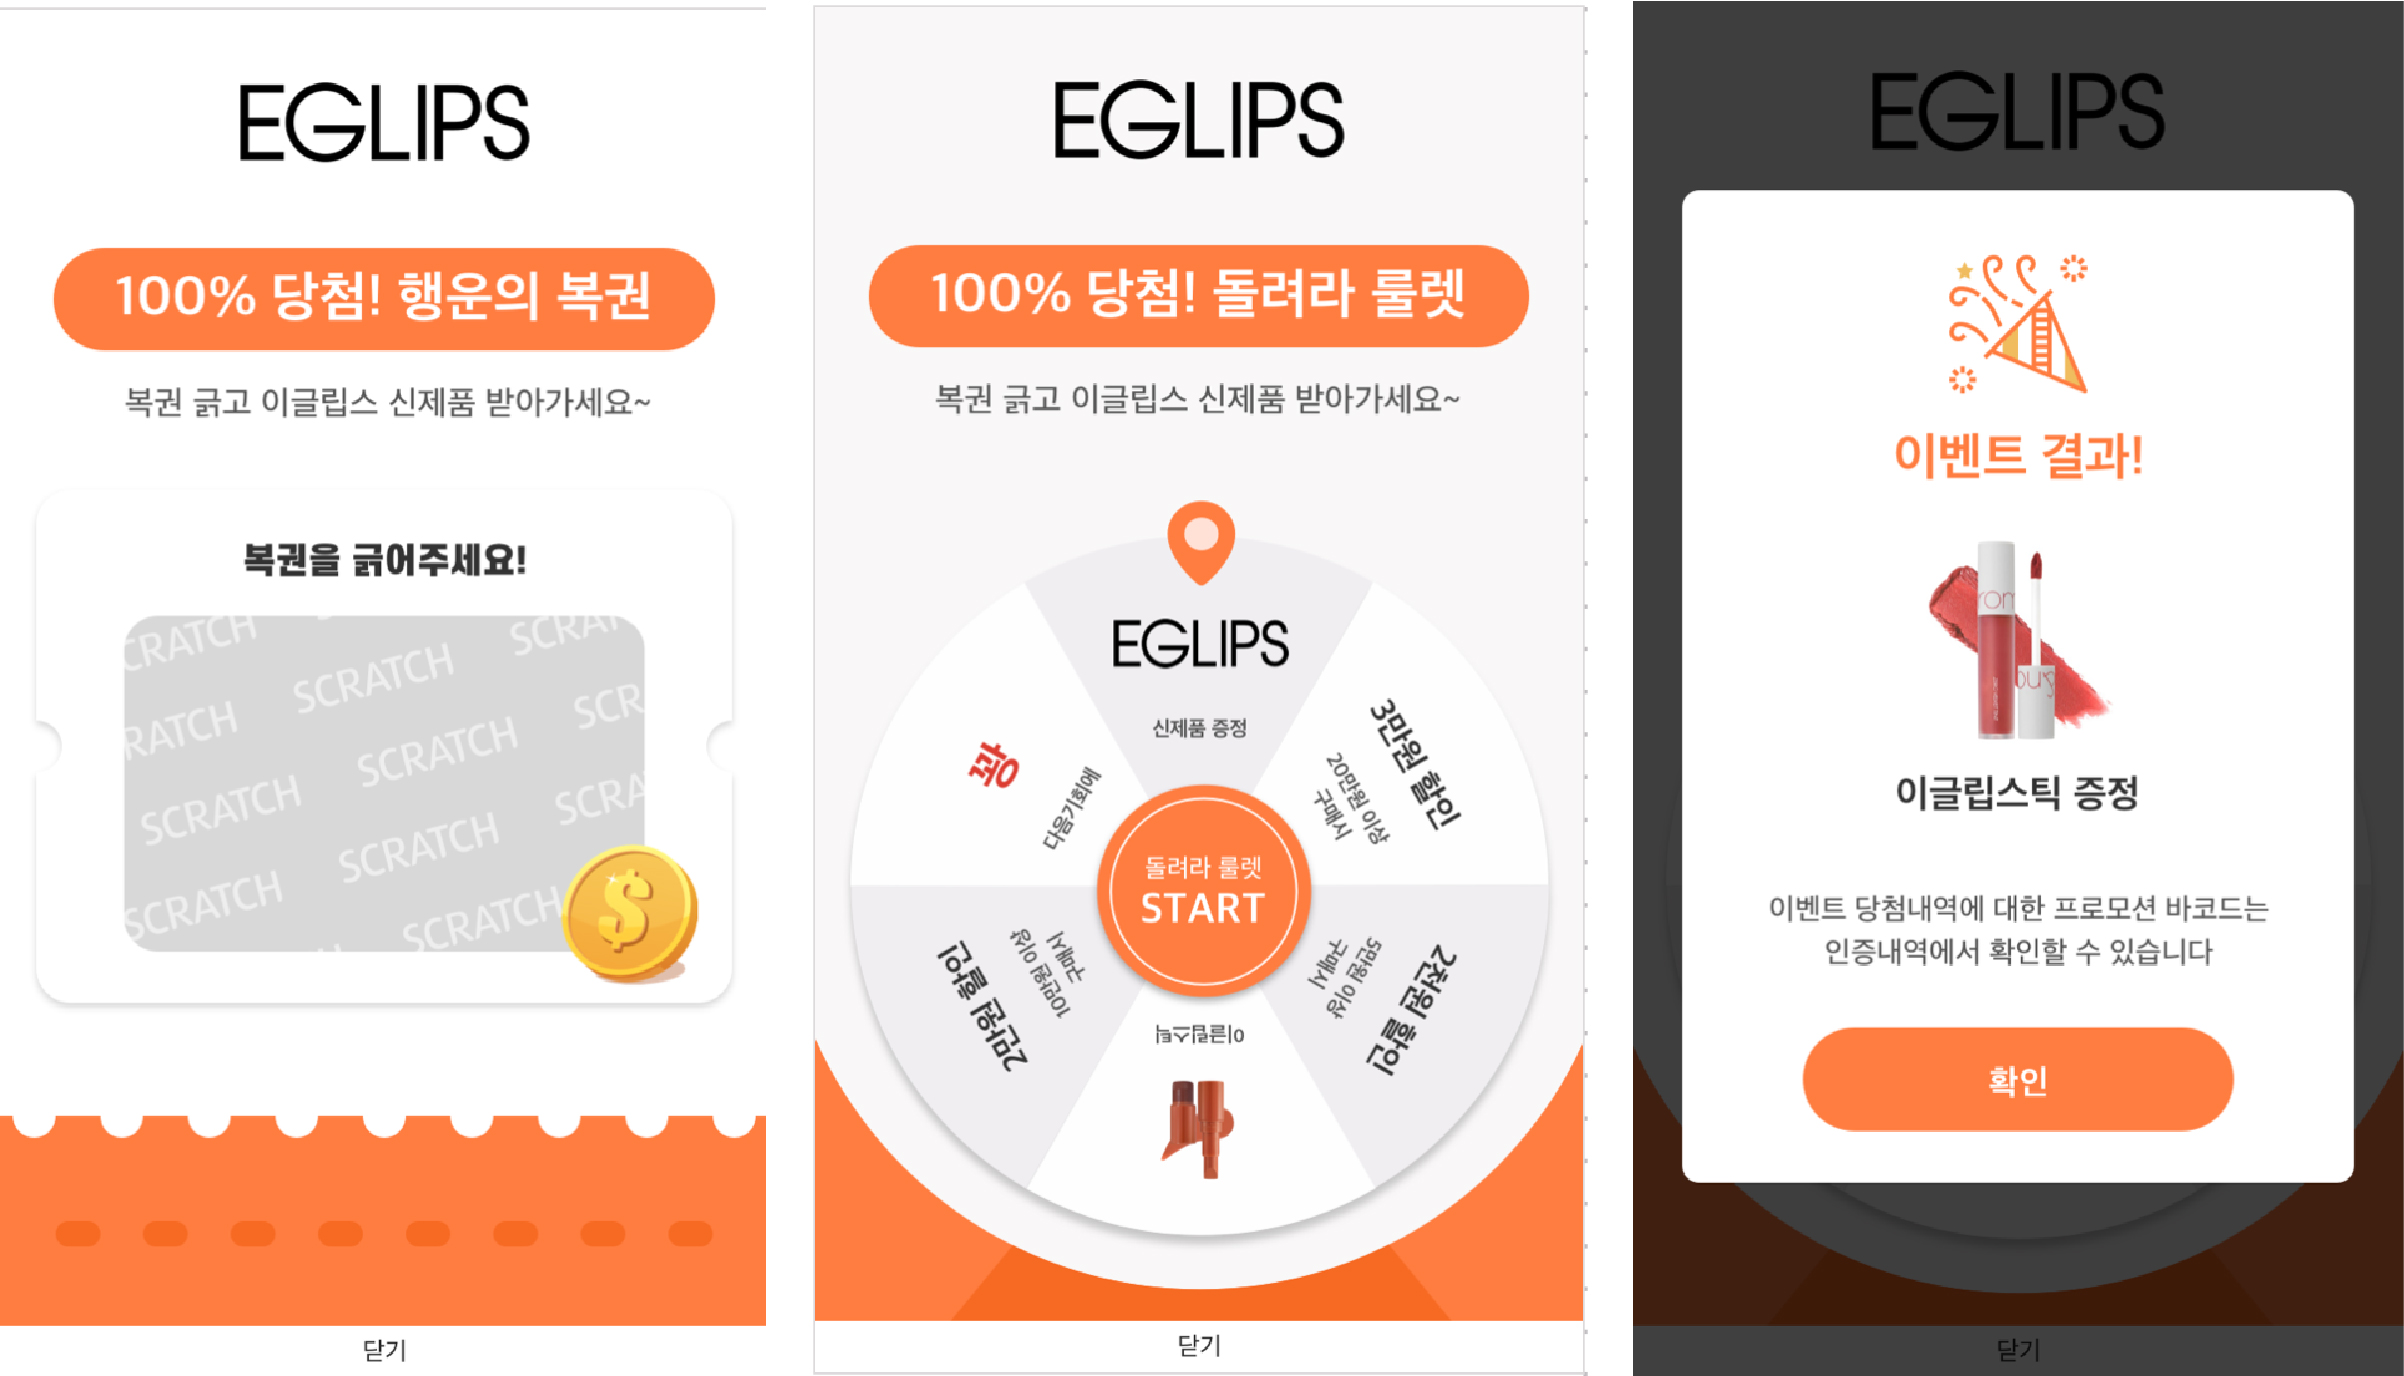 EGLIPS
100% 당첨! 행운의 복권
복권 긁고 이글립스 신제품 받아가세요~
복권을 긁어주세요!
CRATCH
SCRATCH
SCRAT
RATCH
SCRATCH
SCR
SCRATCH
SCRATCH
SCRA
SCRATCH
SCRATCH
닫기
EGLIPS
100% 당첨! 돌려라 룰렛
복권 긁고 이글립스 신제품 받아가세요~
EGLIPS
신제품 증정
3만원 할인
20만원 이상
구매시
2천원 할인
5만원 이상
구매시
이글립스틱
2만원 할인
10만원 이상
구매시
꽝
다음기회에
돌려라 룰렛
START
닫기
EGLIPS
이벤트 결과!
rom
이글립스틱 증정
이벤트 당첨내역에 대한 프로모션 바코드는
인증내역에서 확인할 수 있습니다
확인
닫기